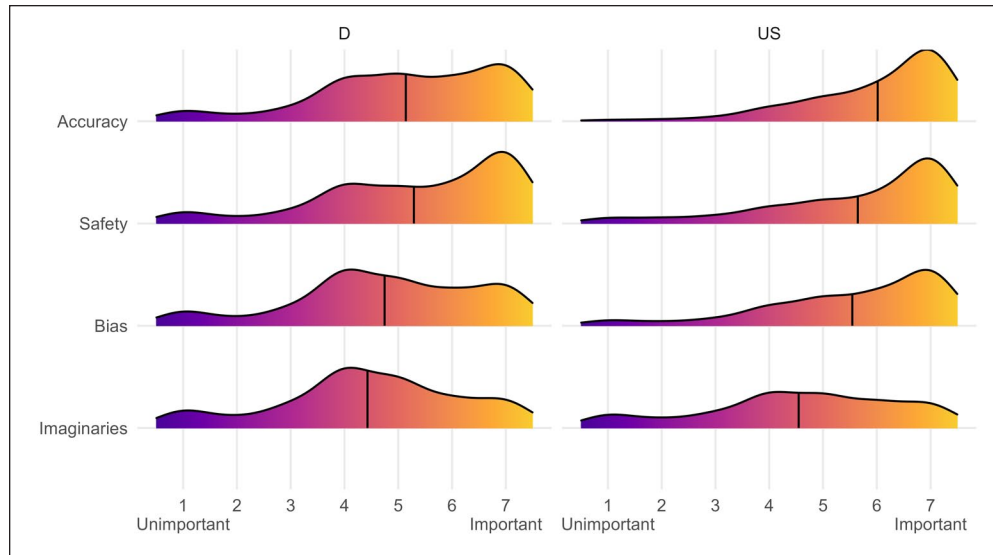 D US
Accuracy
Safety
Bias
Imaginaries
1 2 3 4 5 6 7 1 2 3 4 5 6 7
Unimportant Important Unimportant Important